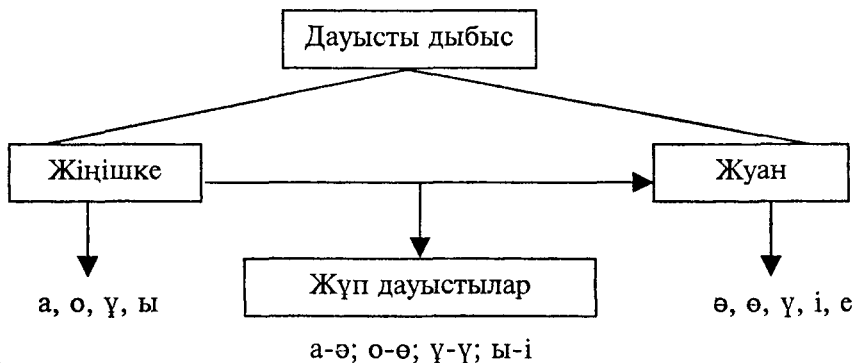 Дауысты дыбыс
Жіңішке
Жуан
Жұп дауыстылар
а, о, ұ, ы
ө, ө, ү, і, е
а-ә; о-ө; ұ-ү; ы-і